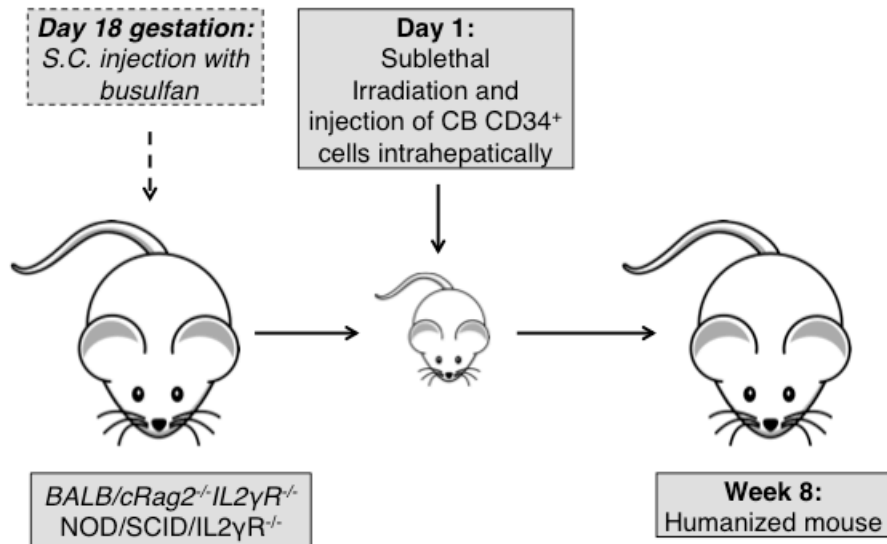 Day 18 gestation:
S.C. injection with
busulfan
Day 1:
Sublethal
Irradiation and
injection of CB CD34⁺
cells intrahepatically
BALB/cRag2⁻/⁻IL2γR⁻/⁻
NOD/SCID/IL2γR⁻/⁻
Week 8:
Humanized mouse